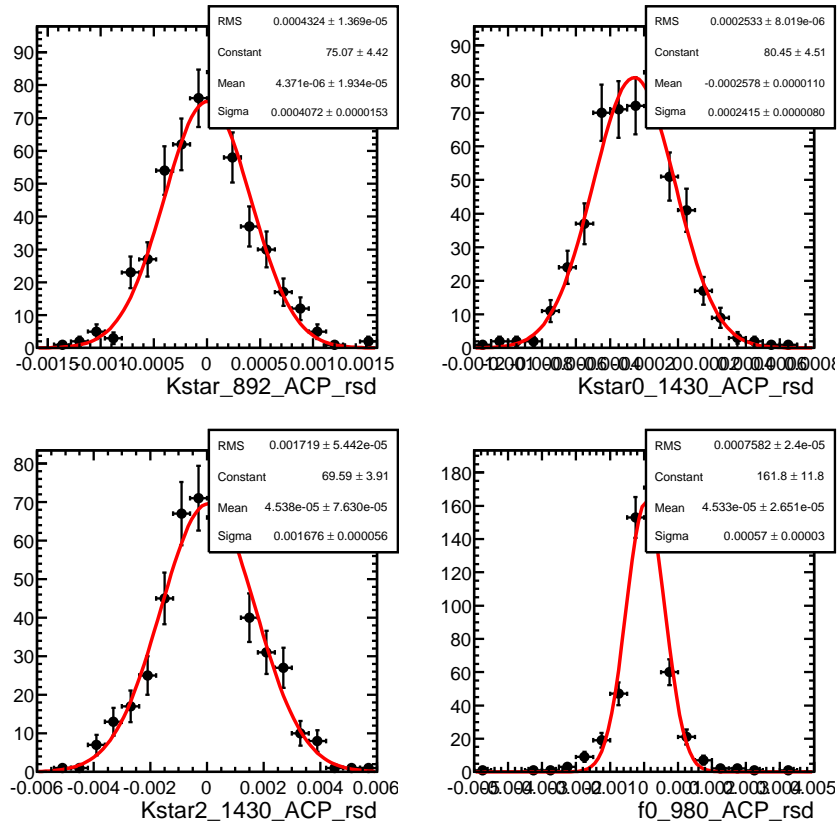 RMS 0.0004324 ± 1.369e-05
Constant 75.07 ± 4.42
Mean 4.371e-06 ± 1.934e-05
Sigma 0.0004072 ± 0.0000153
90
80
70
60
50
40
30
20
10
0
-0.0015 -0.001 -0.0005 0 0.0005 0.001 0.0015
Kstar_892_ACP_rsd
RMS 0.0002533 ± 8.019e-06
Constant 80.45 ± 4.51
Mean -0.0002578 ± 0.0000110
Sigma 0.0002415 ± 0.0000080
90
80
70
60
50
40
30
20
10
0
Kstar0_1430_ACP_rsd
RMS 0.001719 ± 5.442e-05
Constant 69.59 ± 3.91
Mean 4.538e-05 ± 7.630e-05
Sigma 0.001676 ± 0.000056
80
70
60
50
40
30
20
10
0
-0.006 -0.004 -0.002 0 0.002 0.004 0.006
Kstar2_1430_ACP_rsd
RMS 0.0007582 ± 2.4e-05
Constant 161.8 ± 11.8
Mean 4.533e-05 ± 2.651e-05
Sigma 0.00057 ± 0.00003
180
160
140
120
100
80
60
40
20
0
f0_980_ACP_rsd